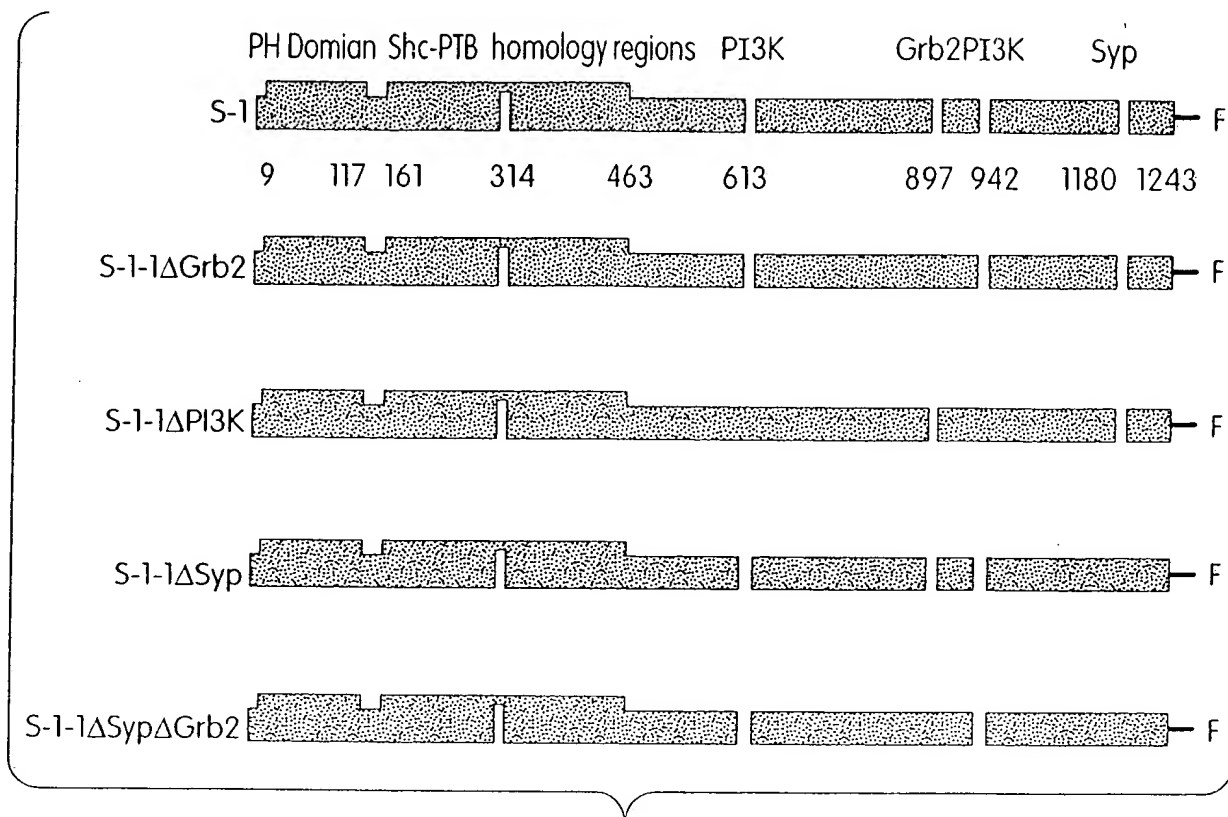 PH Domian Shc-PTB homology regions PI3K Grb2PI3K Syp
S-1 F
9 117 161 314 463 613 897 942 1180 1243
S-1-1ΔGrb2 F
S-1-1ΔPI3K F
S-1-1ΔSyp F
S-1-1ΔSypΔGrb2 F